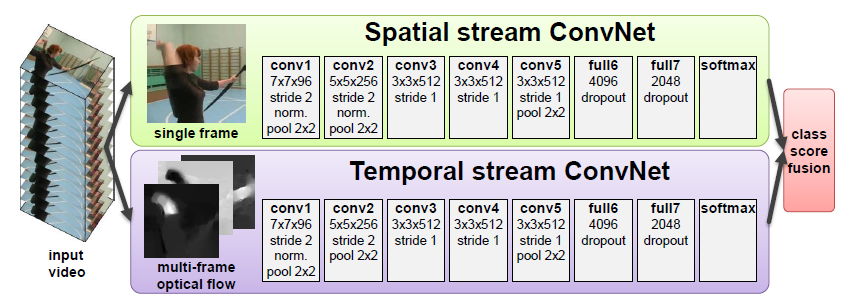 Spatial stream ConvNet
single frame
conv1
7x7x96
stride 2
norm.
pool 2x2
conv2
5x5x256
stride 2
norm.
pool 2x2
conv3
3x3x512
stride 1
conv4
3x3x512
stride 1
conv5
3x3x512
stride 1
pool 2x2
full6
4096
dropout
full7
2048
dropout
softmax
Temporal stream ConvNet
multi-frame
optical flow
conv1
7x7x96
stride 2
norm.
pool 2x2
conv2
5x5x256
stride 2
pool 2x2
conv3
3x3x512
stride 1
conv4
3x3x512
stride 1
conv5
3x3x512
stride 1
pool 2x2
full6
4096
dropout
full7
2048
dropout
softmax
input
video
class
score
fusion